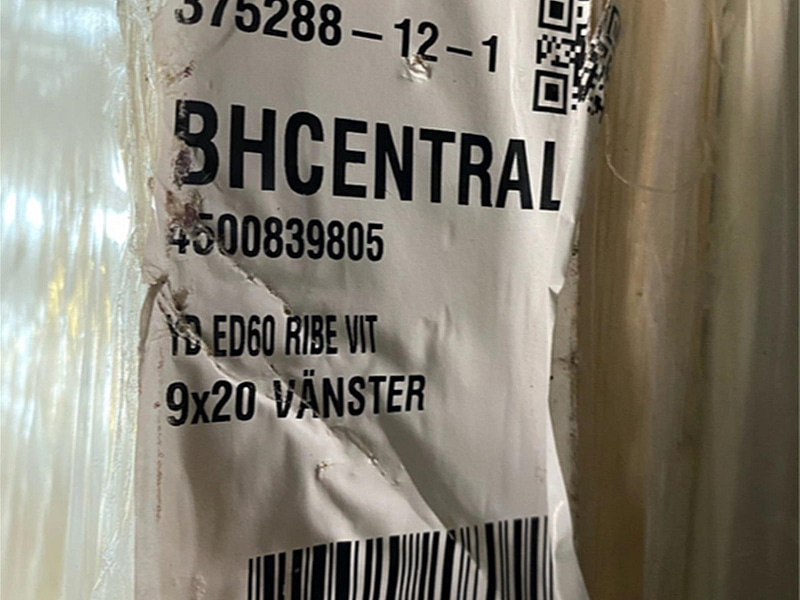 375288-12-1
BHCENTRAL
4500839805
YD ED60 RIBE VIT
9x20 VÄNSTER